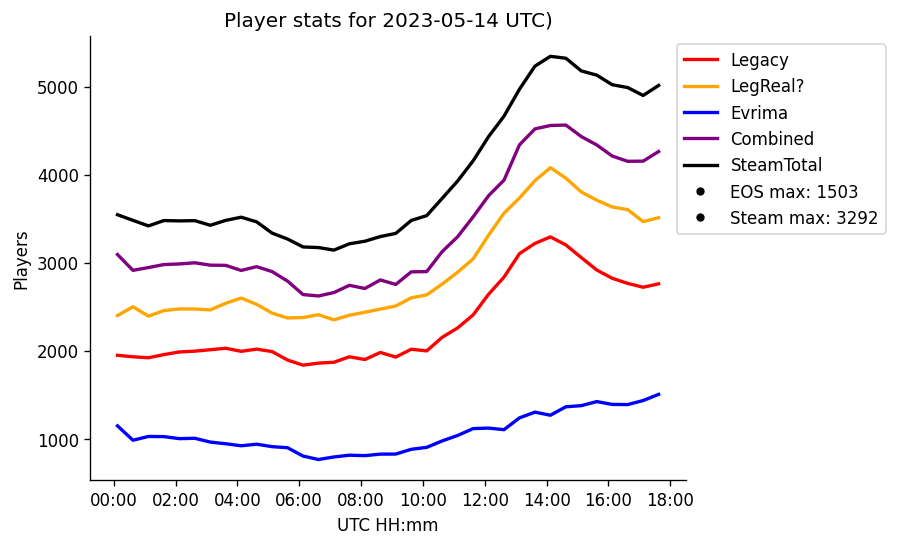 Player stats for 2023-05-14 UTC)
5000
4000
3000
2000
1000
Players
00:00 02:00 04:00 06:00 08:00 10:00 12:00 14:00 16:00 18:00
UTC HH:mm
Legacy
LegReal?
Evrima
Combined
SteamTotal
EOS max: 1503
Steam max: 3292